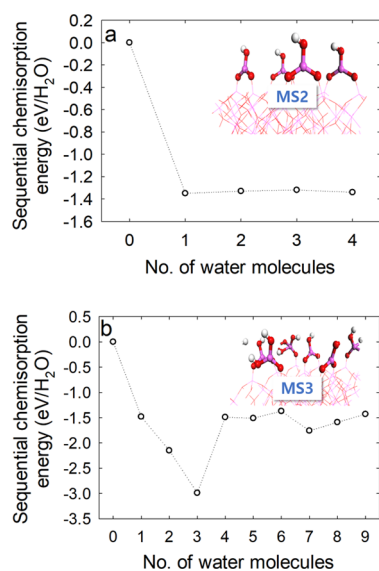 a
Sequential chemisorption
energy (eV/H₂O)
0.2
0.0
-0.2
-0.4
-0.6
-0.8
-1.0
-1.2
-1.4
-1.6
MS2
0 1 2 3 4
No. of water molecules
b
Sequential chemisorption
energy (eV/H₂O)
0.5
0.0
-0.5
-1.0
-1.5
-2.0
-2.5
-3.0
-3.5
MS3
0 1 2 3 4 5 6 7 8 9
No. of water molecules